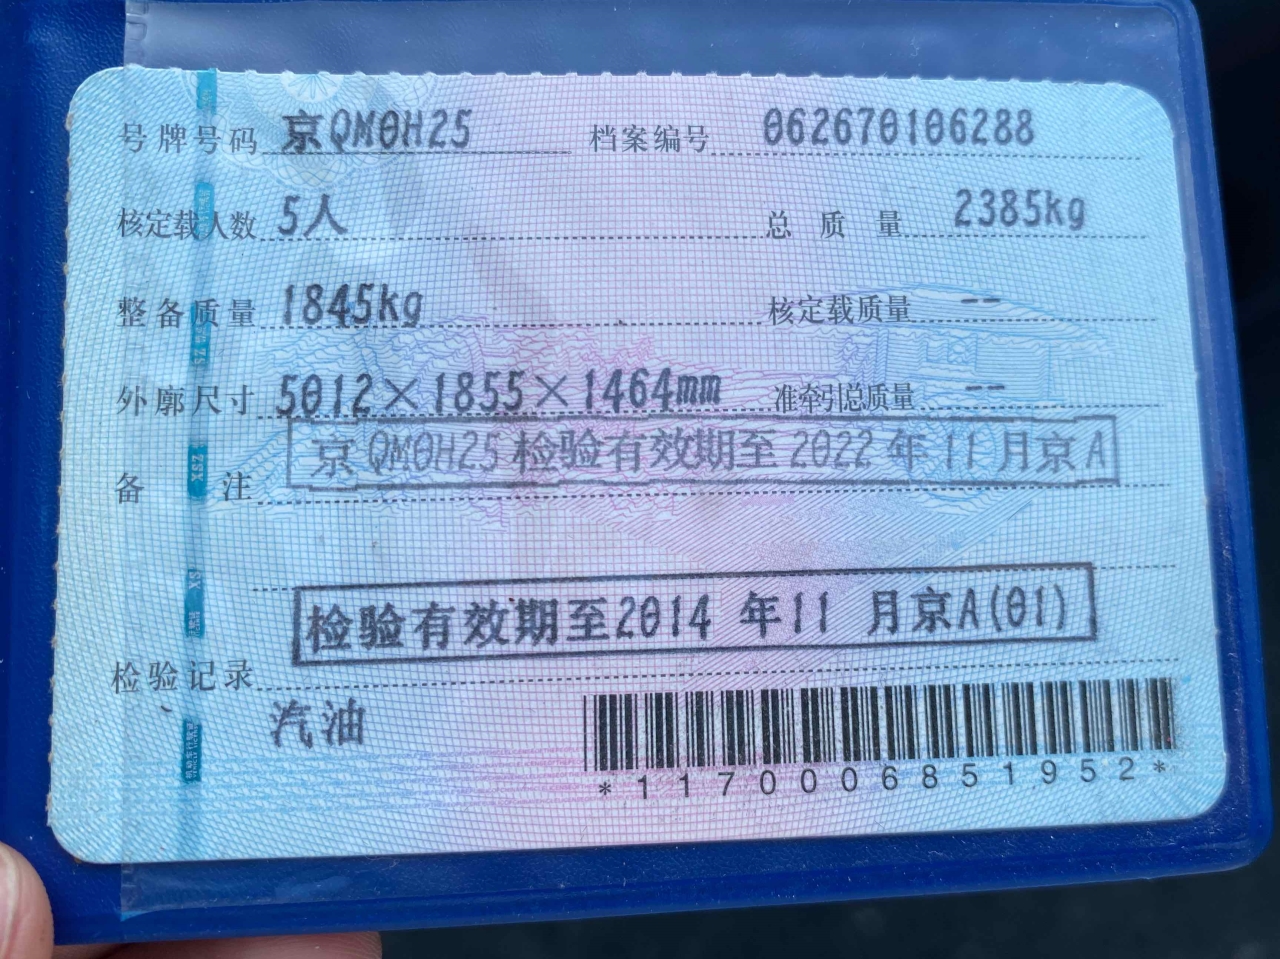 号牌号码 京QM0H25 档案编号 062670106288
核定载人数 5人 总质量 2385kg
整备质量 1845kg 核定载质量 --
外廓尺寸 5012×1855×1464mm 准牵引总质量 --
京QM0H25检验有效期至2022年11月京A
备注
检验有效期至2014 年11 月京A(01)
检验记录
汽油
*1170006851952*